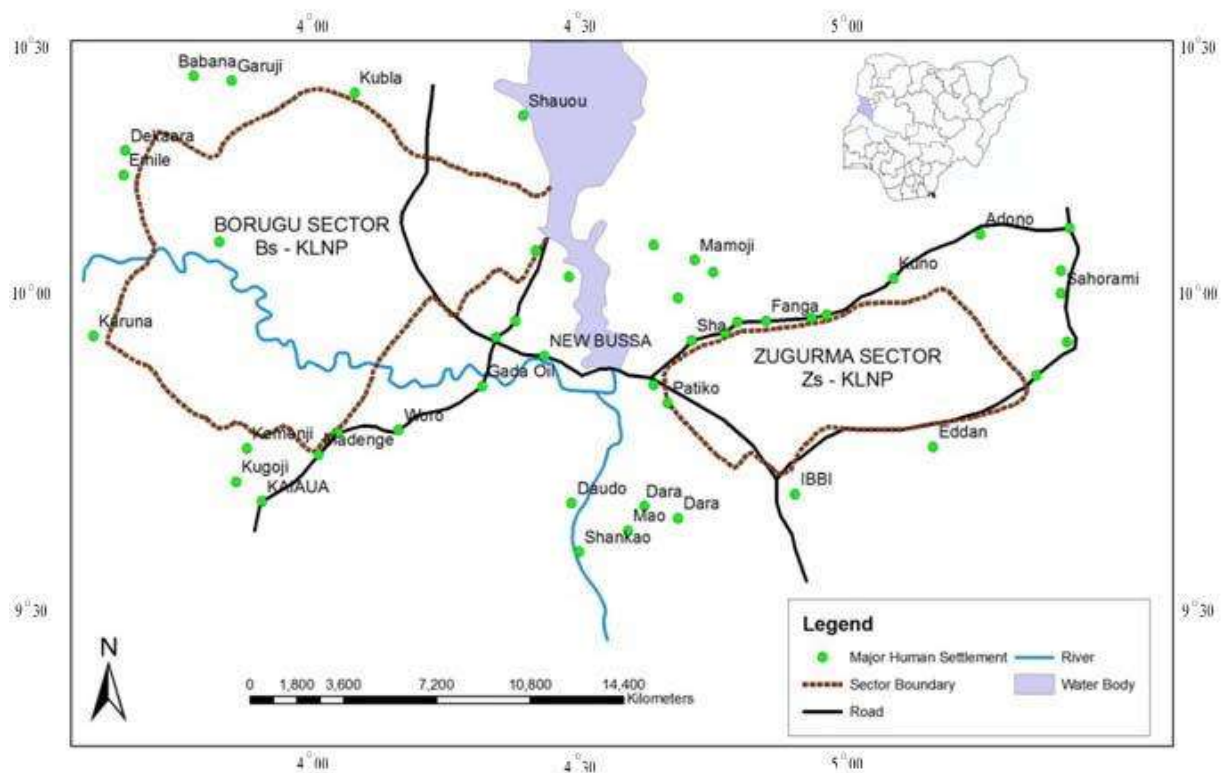 4°00
4°30
5°00
10°30
10°30
Babana
Garuji
Kubla
Shauou
Dekaara
Emile
BORUGU SECTOR
Bs - KLNP
Adono
Mamoji
Kuno
Sahorami
10°00
10°00
Karuna
Fanga
Sha
NEW BUSSA
ZUGURMA SECTOR
Zs - KLNP
Gada Oil
Patiko
Woro
Madenge
Kemenji
Eddan
Kugoji
KAIAUA
IBBI
Daudo
Dara
Dara
Mao
Shankao
9°30
9°30
Legend
Major Human Settlement
River
Sector Boundary
Water Body
Road
N
0 1,800 3,600 7,200 10,800 14,400
Kilometers
4°00
4°30
5°00